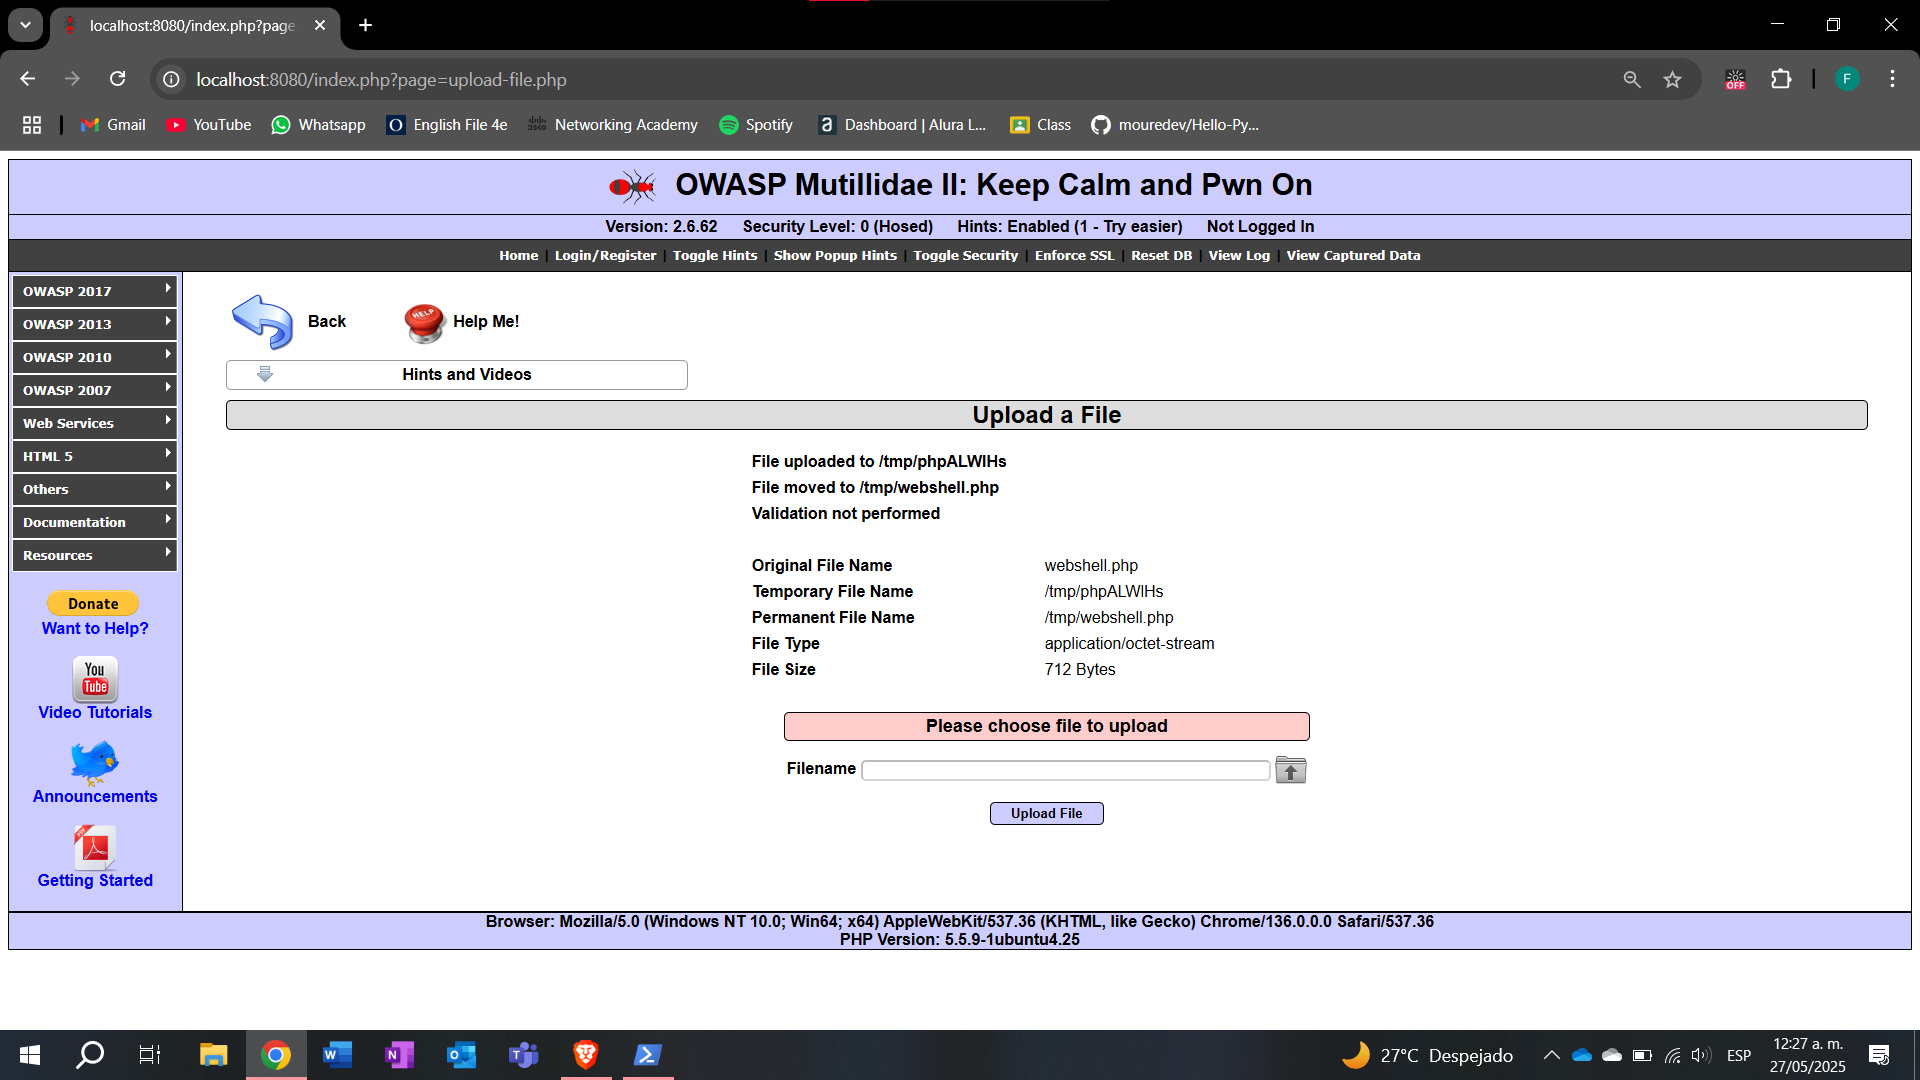 localhost:8080/index.php?page
localhost:8080/index.php?page=upload-file.php
OFF
F
Gmail
YouTube
Whatsapp
O English File 4e
Networking Academy
Spotify
a Dashboard | Alura L...
Class
mouredev/Hello-Py...
OWASP Mutillidae II: Keep Calm and Pwn On
Version: 2.6.62 Security Level: 0 (Hosed) Hints: Enabled (1 - Try easier) Not Logged In
Home | Login/Register | Toggle Hints | Show Popup Hints | Toggle Security | Enforce SSL | Reset DB | View Log | View Captured Data
OWASP 2017
OWASP 2013
OWASP 2010
OWASP 2007
Web Services
HTML 5
Others
Documentation
Resources
Donate
Want to Help?
You Tube
Video Tutorials
Announcements
PDF
Getting Started
Back
HELP
Help Me!
Hints and Videos
Upload a File
File uploaded to /tmp/phpALWIHs
File moved to /tmp/webshell.php
Validation not performed
Original File Name webshell.php
Temporary File Name /tmp/phpALWIHs
Permanent File Name /tmp/webshell.php
File Type application/octet-stream
File Size 712 Bytes
Please choose file to upload
Filename
Upload File
Browser: Mozilla/5.0 (Windows NT 10.0; Win64; x64) AppleWebKit/537.36 (KHTML, like Gecko) Chrome/136.0.0.0 Safari/537.36
PHP Version: 5.5.9-1ubuntu4.25
27°C Despejado
ESP
12:27 a. m.
27/05/2025